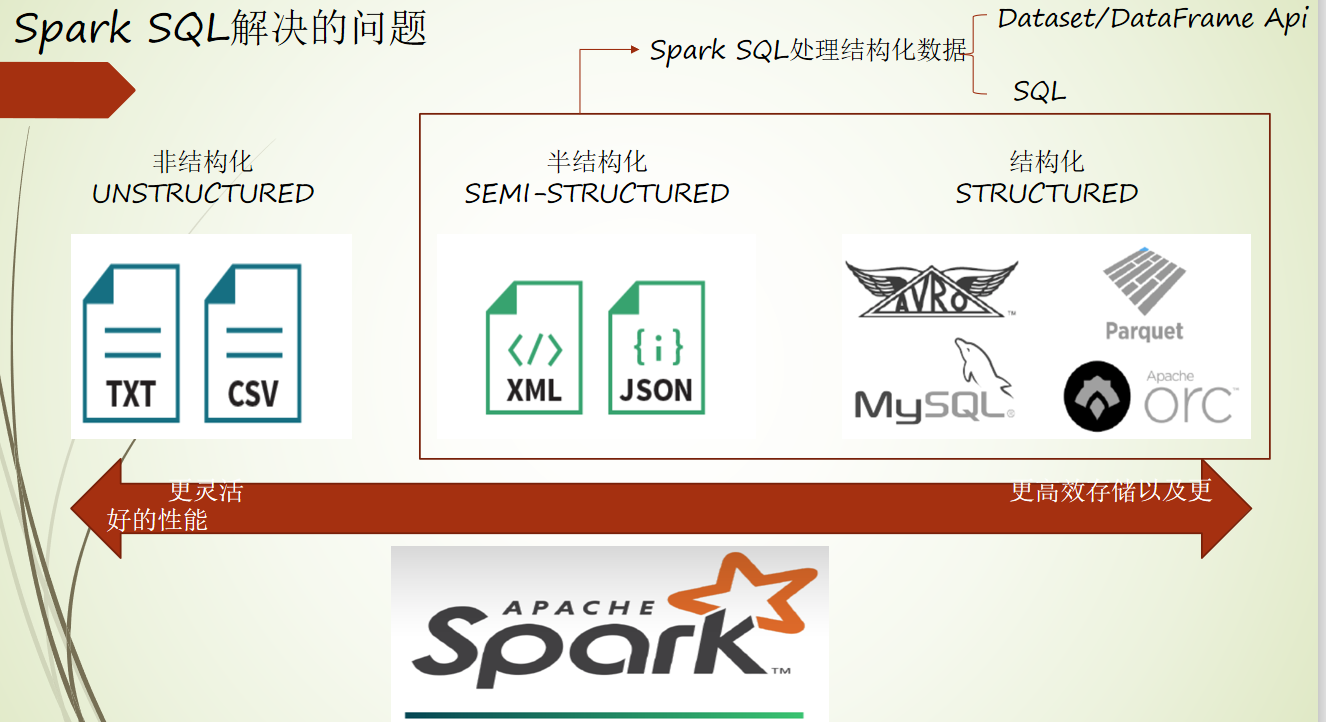 Spark SQL解决的问题
Dataset/DataFrame Api
Spark SQL处理结构化数据
SQL
非结构化
UNSTRUCTURED
半结构化
SEMI-STRUCTURED
结构化
STRUCTURED
TXT
CSV
</>
XML
{i}
JSON
AVRO™
Parquet
MySQL®
Apache
orc™
更灵活
更高效存储以及更
好的性能
APACHE
Spark™